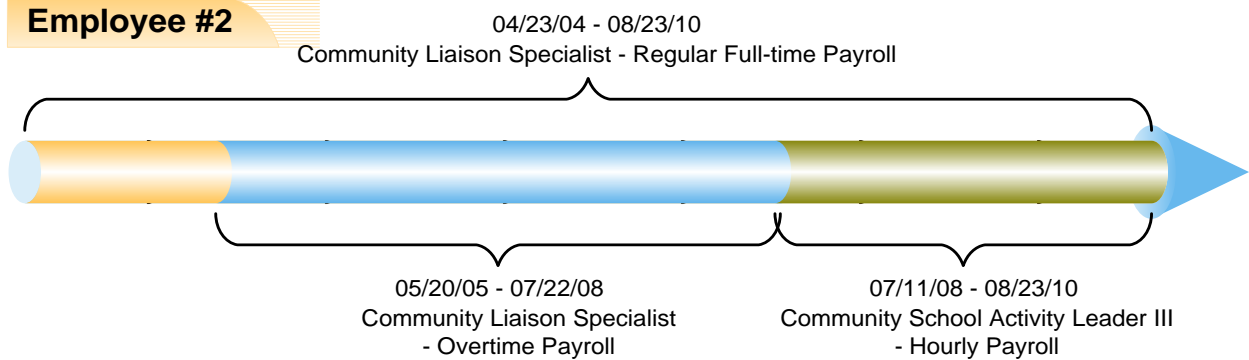 Employee #2
04/23/04 - 08/23/10
Community Liaison Specialist - Regular Full-time Payroll
05/20/05 - 07/22/08
Community Liaison Specialist
- Overtime Payroll
07/11/08 - 08/23/10
Community School Activity Leader III
- Hourly Payroll